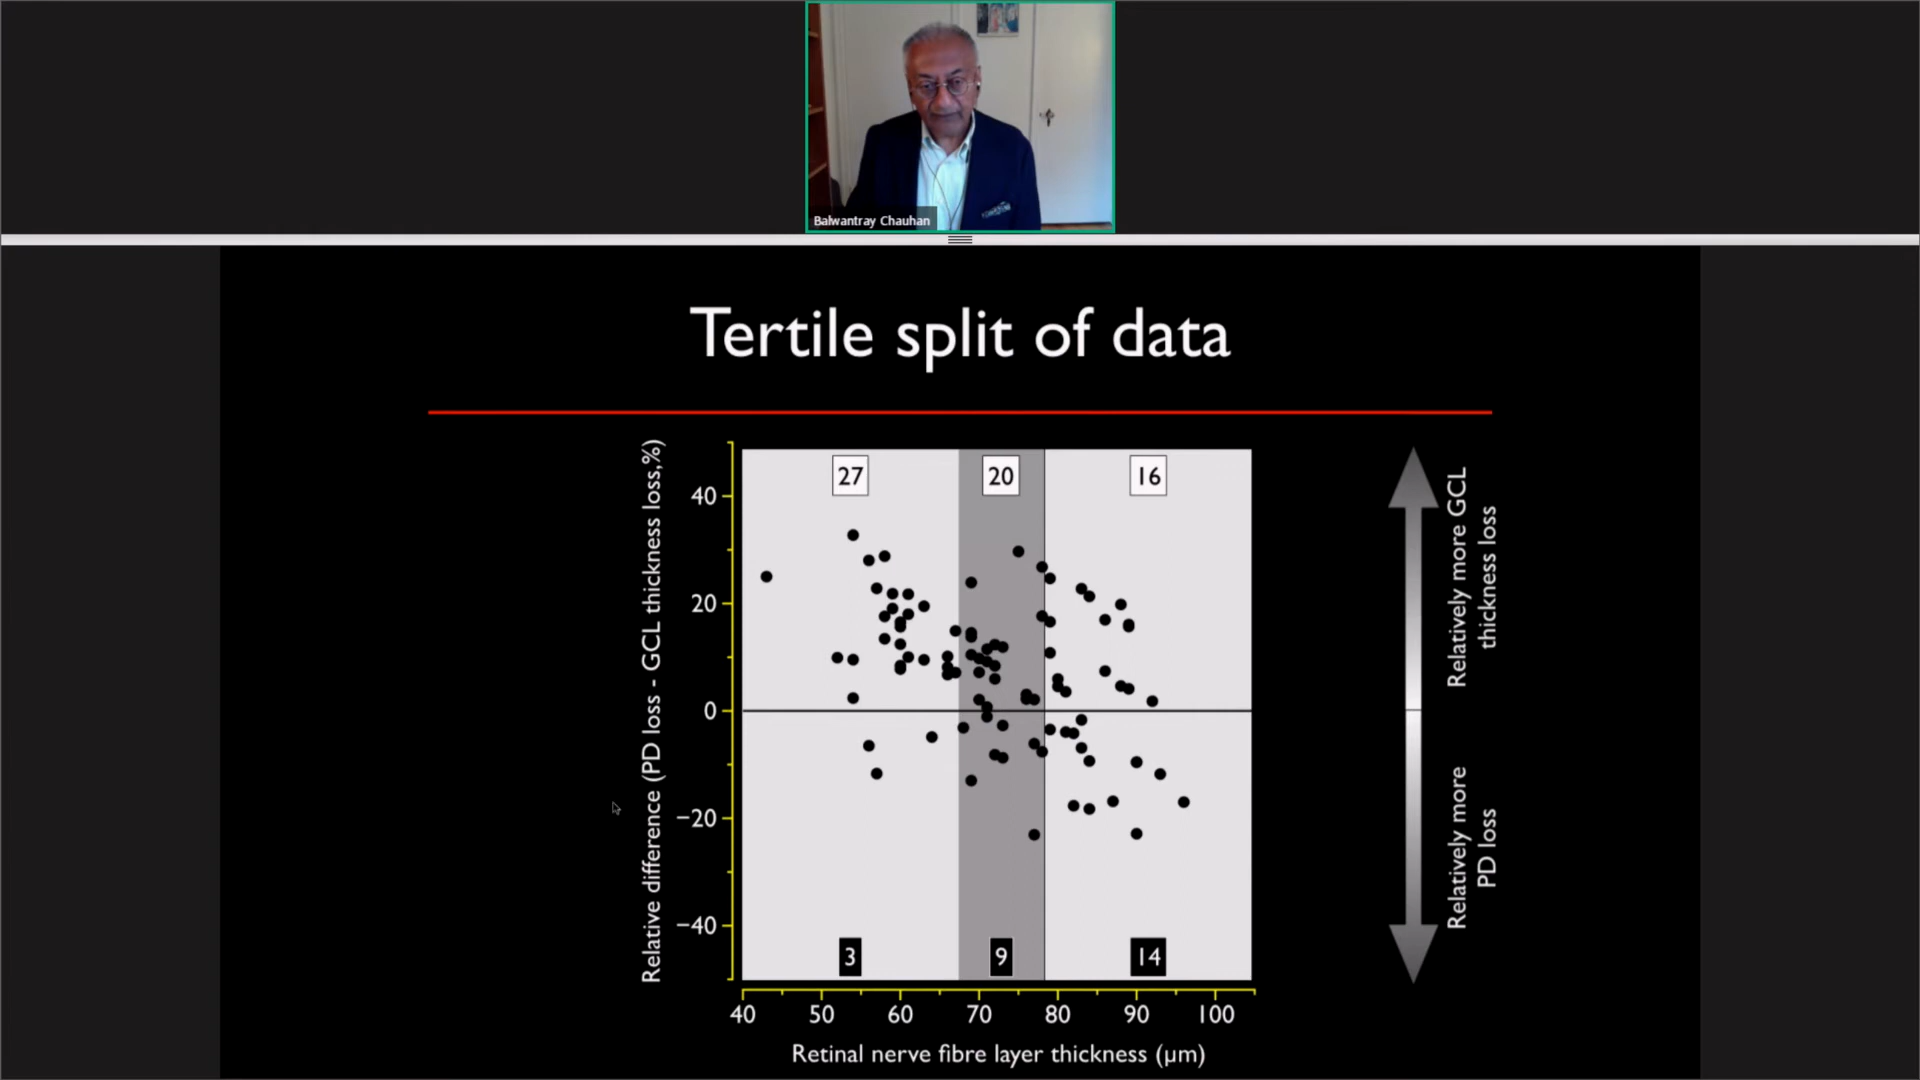 Balwantray Chauhan
Tertile split of data
Relative difference (PD loss - GCL thickness loss,%)
27
20
16
40
20
0
−20
−40
3
9
14
40 50 60 70 80 90 100
Retinal nerve fibre layer thickness (µm)
Relatively more GCL
thickness loss
Relatively more
PD loss